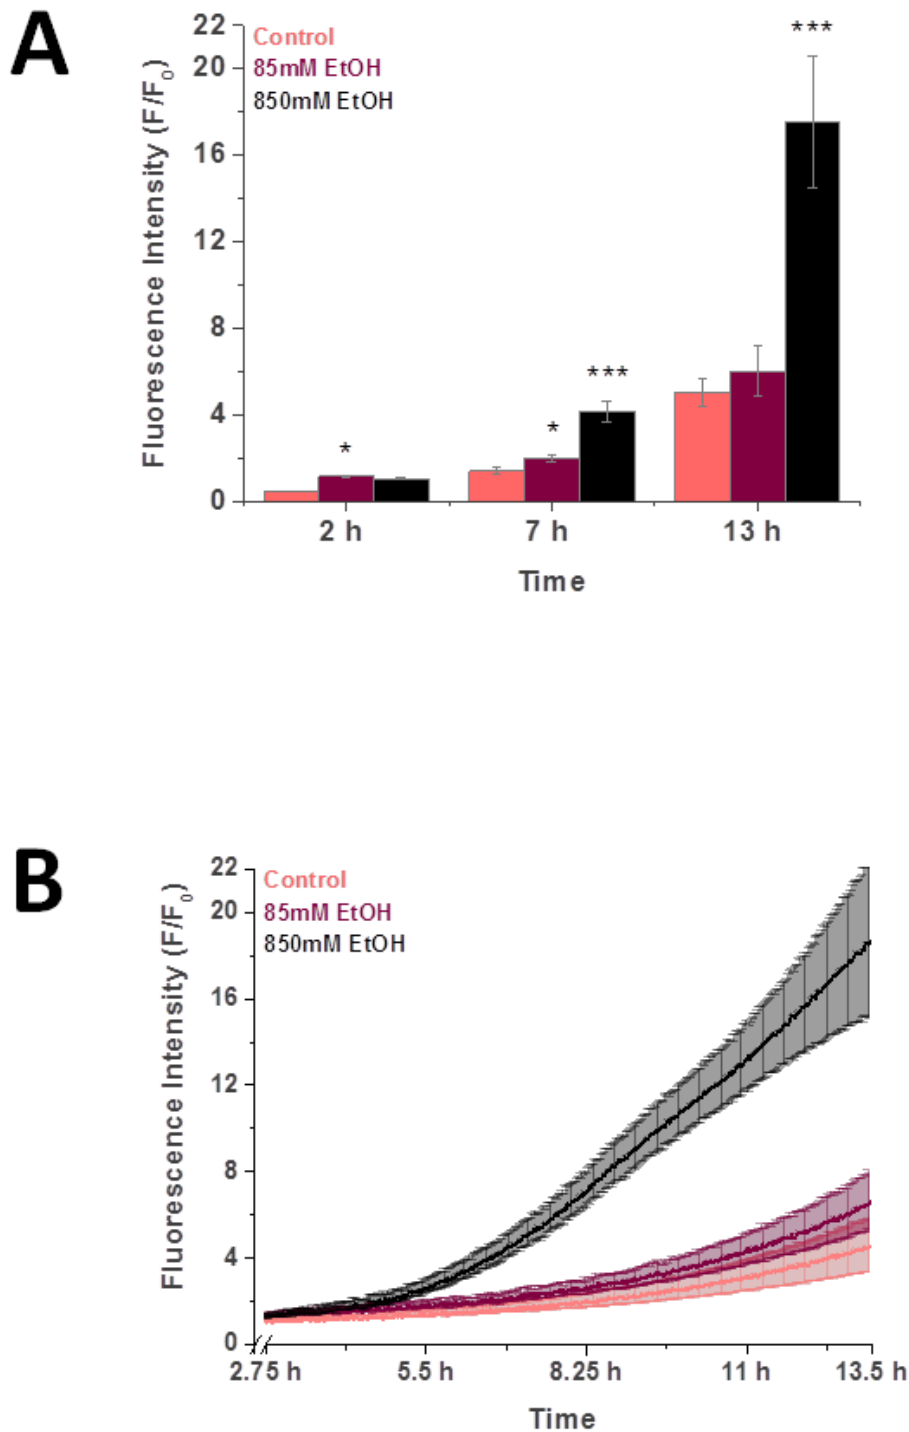 A
Fluorescence Intensity (F/F0)
22
20
16
12
8
4
0
Control
85mM EtOH
850mM EtOH
*
*
***
***
2 h
7 h
13 h
Time
B
Fluorescence Intensity (F/F0)
22
20
16
12
8
4
0
Control
85mM EtOH
850mM EtOH
2.75 h
5.5 h
8.25 h
11 h
13.5 h
Time